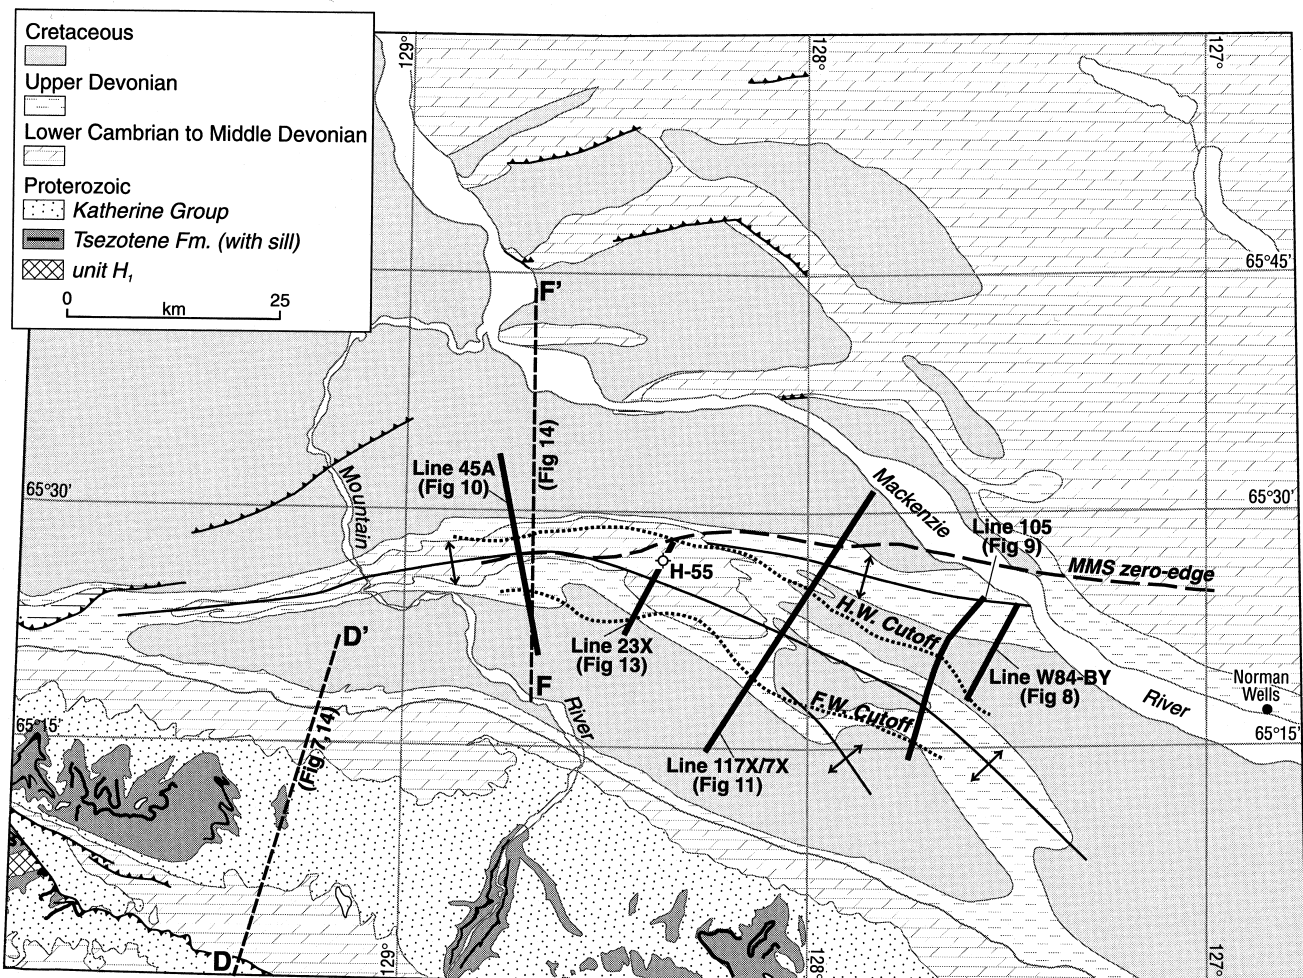 Cretaceous
Upper Devonian
Lower Cambrian to Middle Devonian
Proterozoic
Katherine Group
Tsezotene Fm. (with sill)
unit H₁
0 25
km
129°
128°
127°
65°45'
F'
(Fig 14)
Line 45A
(Fig 10)
65°30'
Mountain
Mackenzie
65°30'
Line 105
(Fig 9)
MMS zero-edge
H-55
H.W. Cutoff
D'
Line 23X
(Fig 13)
F
Line W84-BY
(Fig 8)
Norman
Wells
River
River
F.W. Cutoff
65°15'
65°15'
(Fig 7,14)
Line 117X/7X
(Fig 11)
S
D
129°
128°
127°